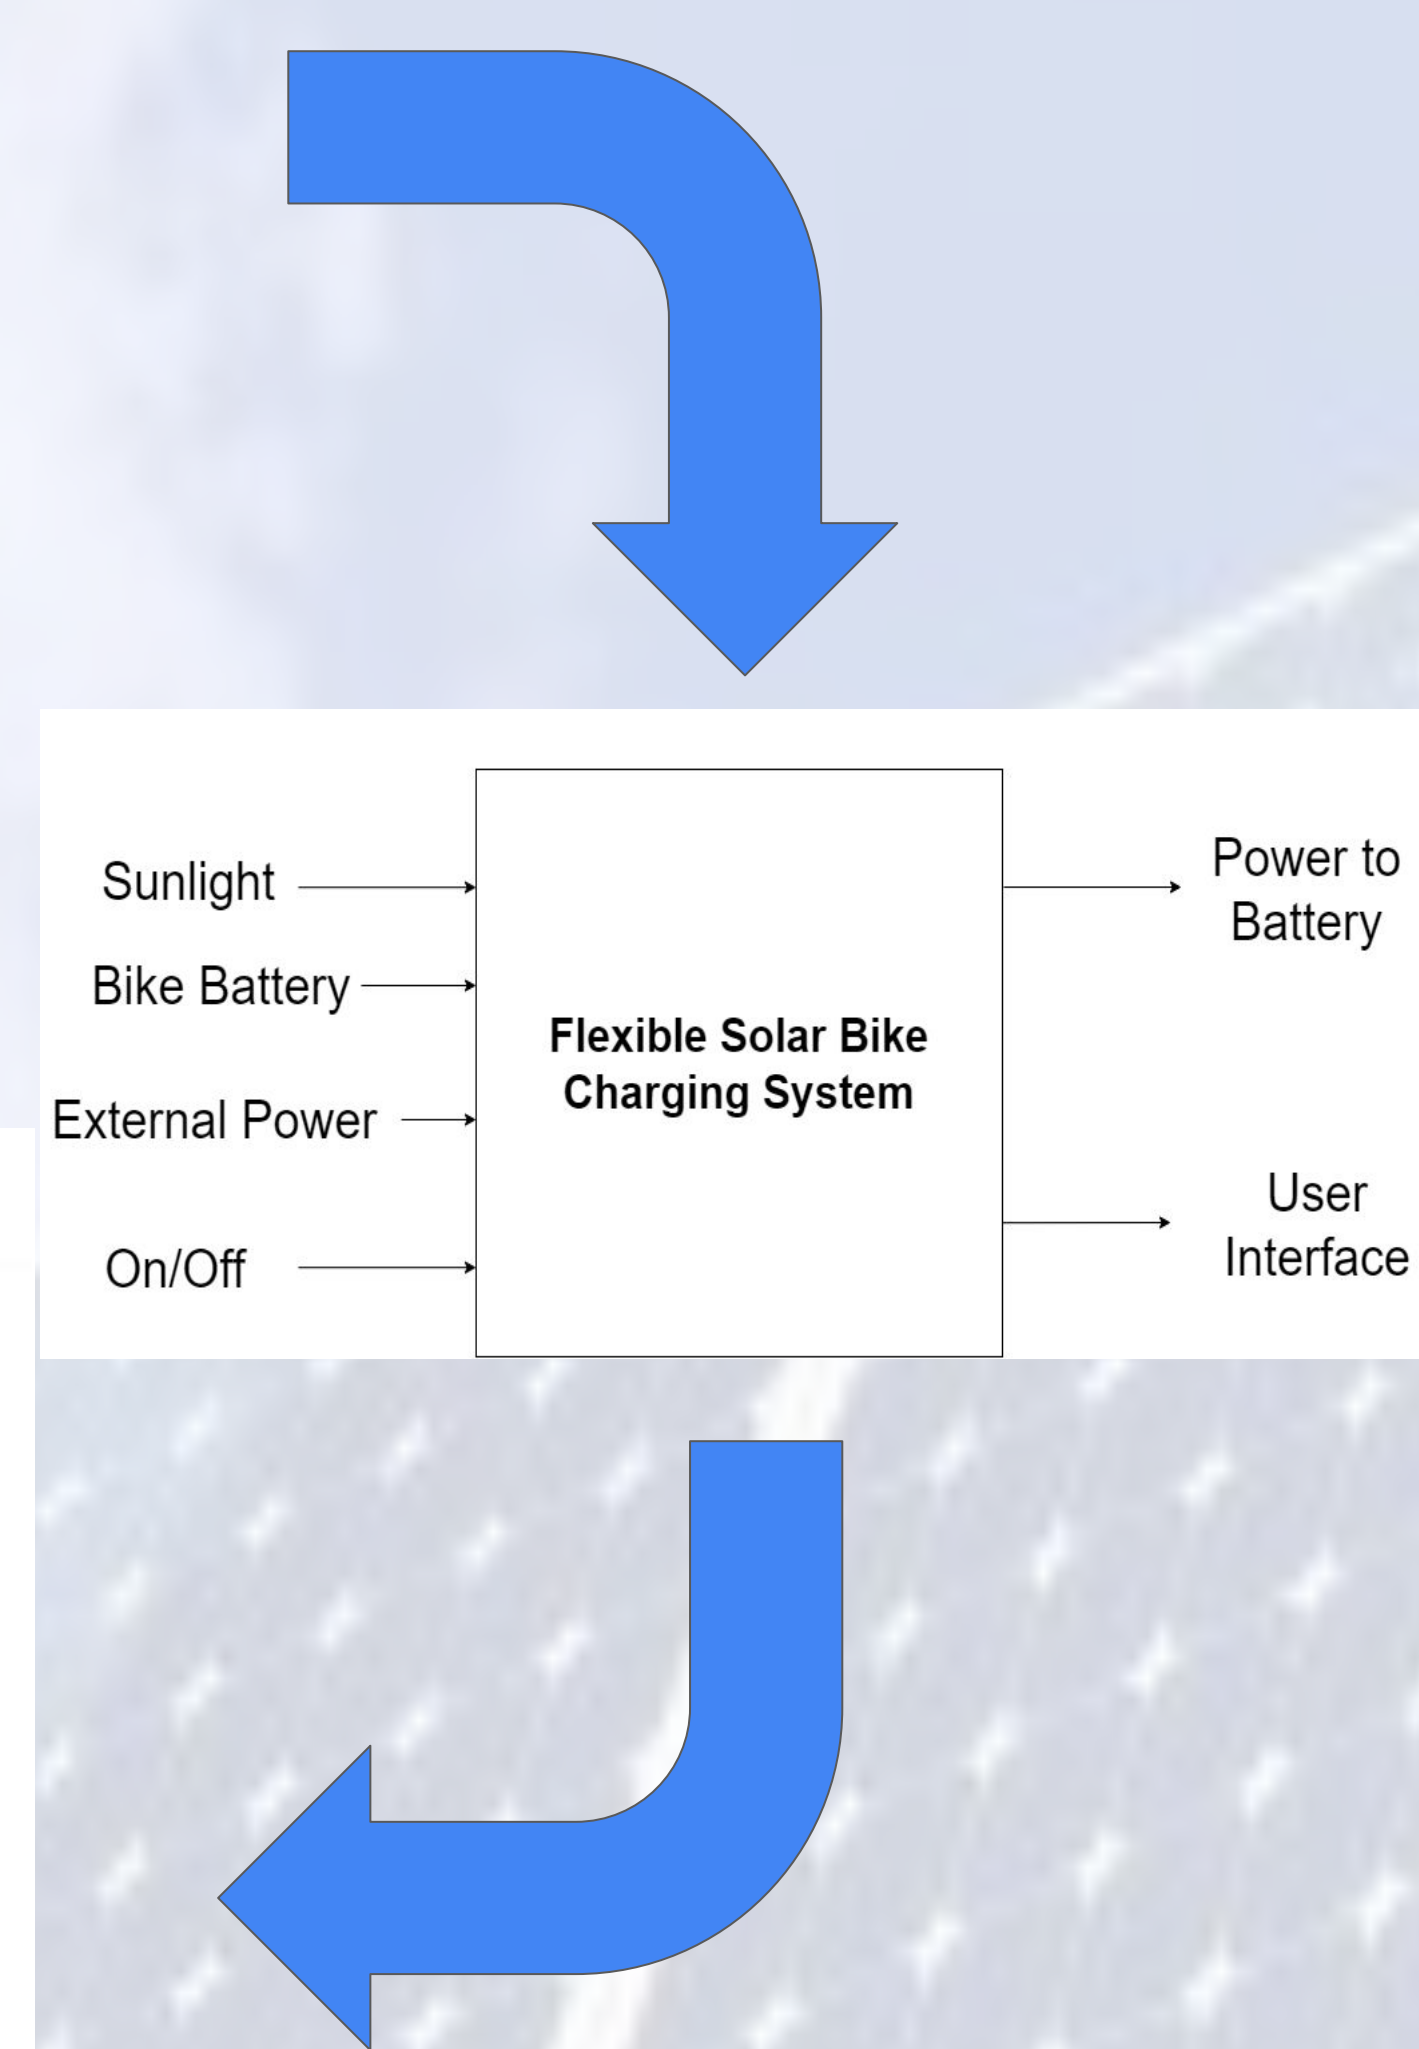 Sunlight
Bike Battery
External Power
On/Off
Flexible Solar Bike
Charging System
Power to
Battery
User
Interface